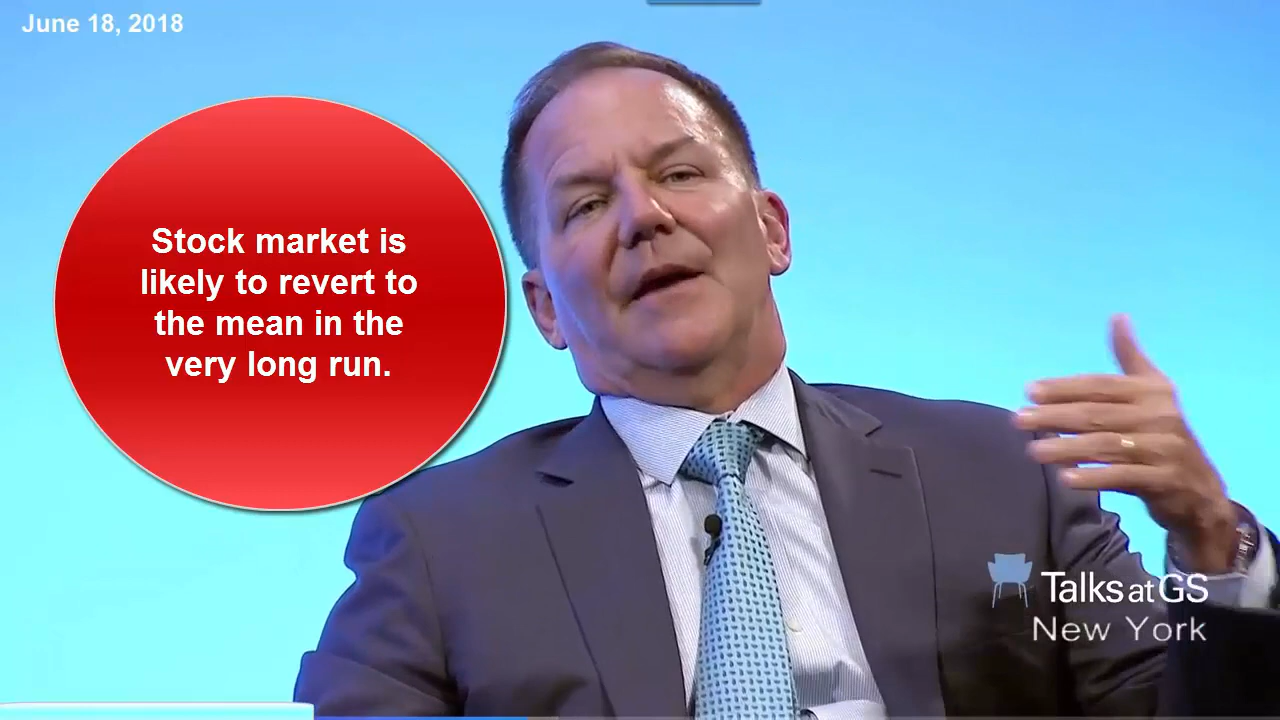 June 18, 2018
Stock market is
likely to revert to
the mean in the
very long run.
Talks at GS
New York